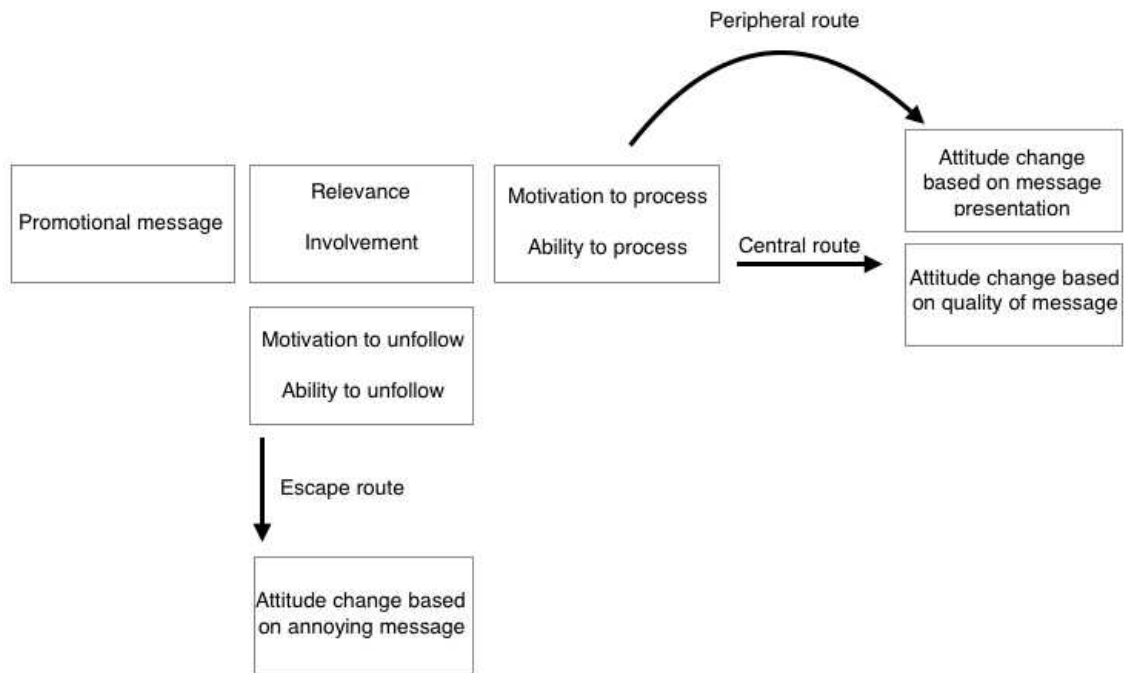 Peripheral route
Promotional message
Relevance
Involvement
Motivation to process
Ability to process
Attitude change
based on message
presentation
Central route
Attitude change based
on quality of message
Motivation to unfollow
Ability to unfollow
Escape route
Attitude change based
on annoying message